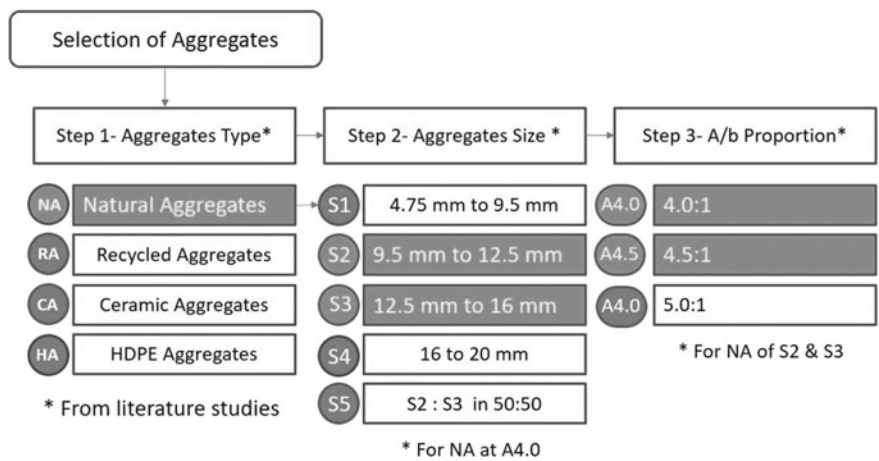 Selection of Aggregates
Step 1- Aggregates Type*
Step 2- Aggregates Size *
Step 3- A/b Proportion*
NA Natural Aggregates
RA Recycled Aggregates
CA Ceramic Aggregates
HA HDPE Aggregates
* From literature studies
S1 4.75 mm to 9.5 mm
S2 9.5 mm to 12.5 mm
S3 12.5 mm to 16 mm
S4 16 to 20 mm
S5 S2 : S3 in 50:50
* For NA at A4.0
A4.0 4.0:1
A4.5 4.5:1
A4.0 5.0:1
* For NA of S2 & S3